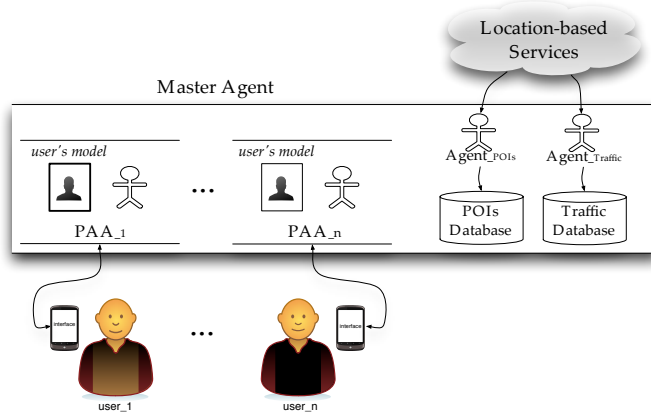 Location-based
Services
Master Agent
user's model
user's model
Agent_POIs
Agent_Traffic
...
PAA_1
PAA_n
POIs
Database
Traffic
Database
interface
...
interface
user_1
user_n